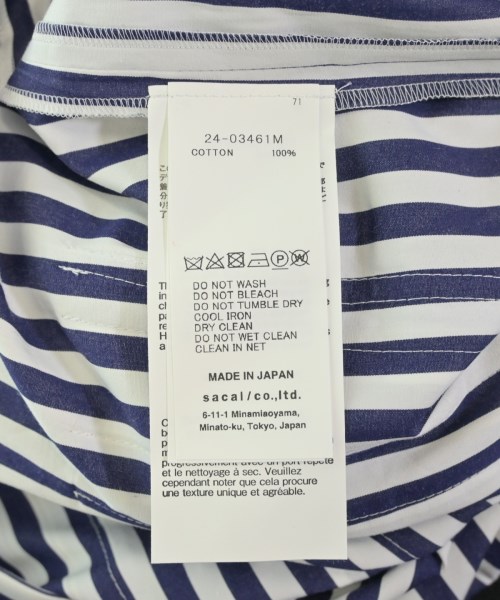 71
24-03461M
COTTON 100%
DO NOT WASH
DO NOT BLEACH
DO NOT TUMBLE DRY
COOL IRON
DRY CLEAN
DO NOT WET CLEAN
CLEAN IN NET
MADE IN JAPAN
sacai/co.,ltd.
6-11-1 Minamiaoyama,
Minato-ku, Tokyo, Japan
progressivement avec un port répété
et le nettoyage à sec. Veuillez
cependant noter que cela procure
une texture unique et agréable.